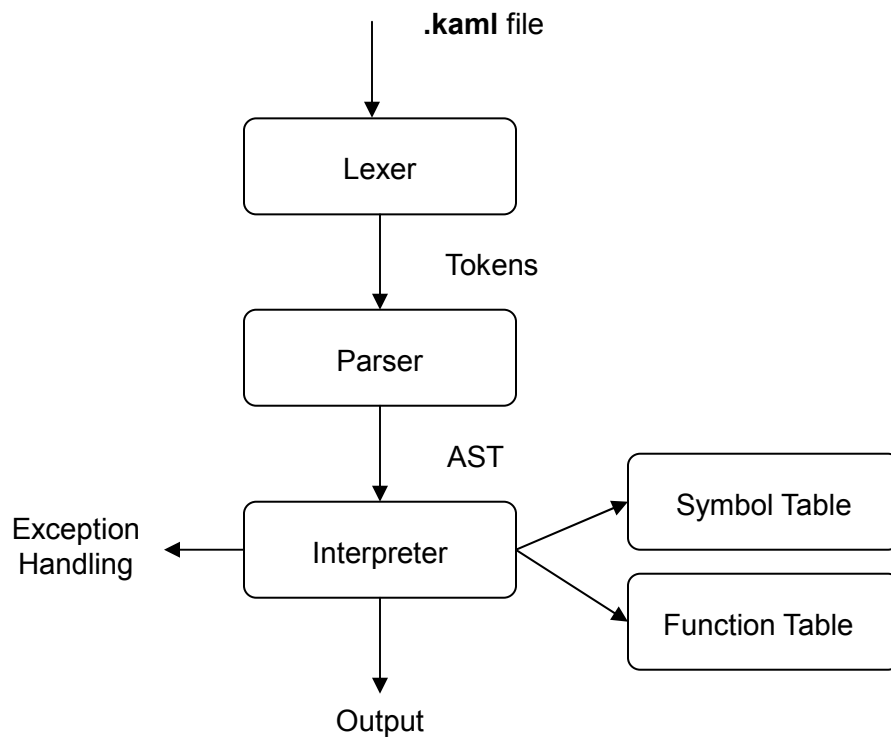 .kaml file
Lexer
Tokens
Parser
AST
Symbol Table
Exception
Handling
Interpreter
Function Table
Output